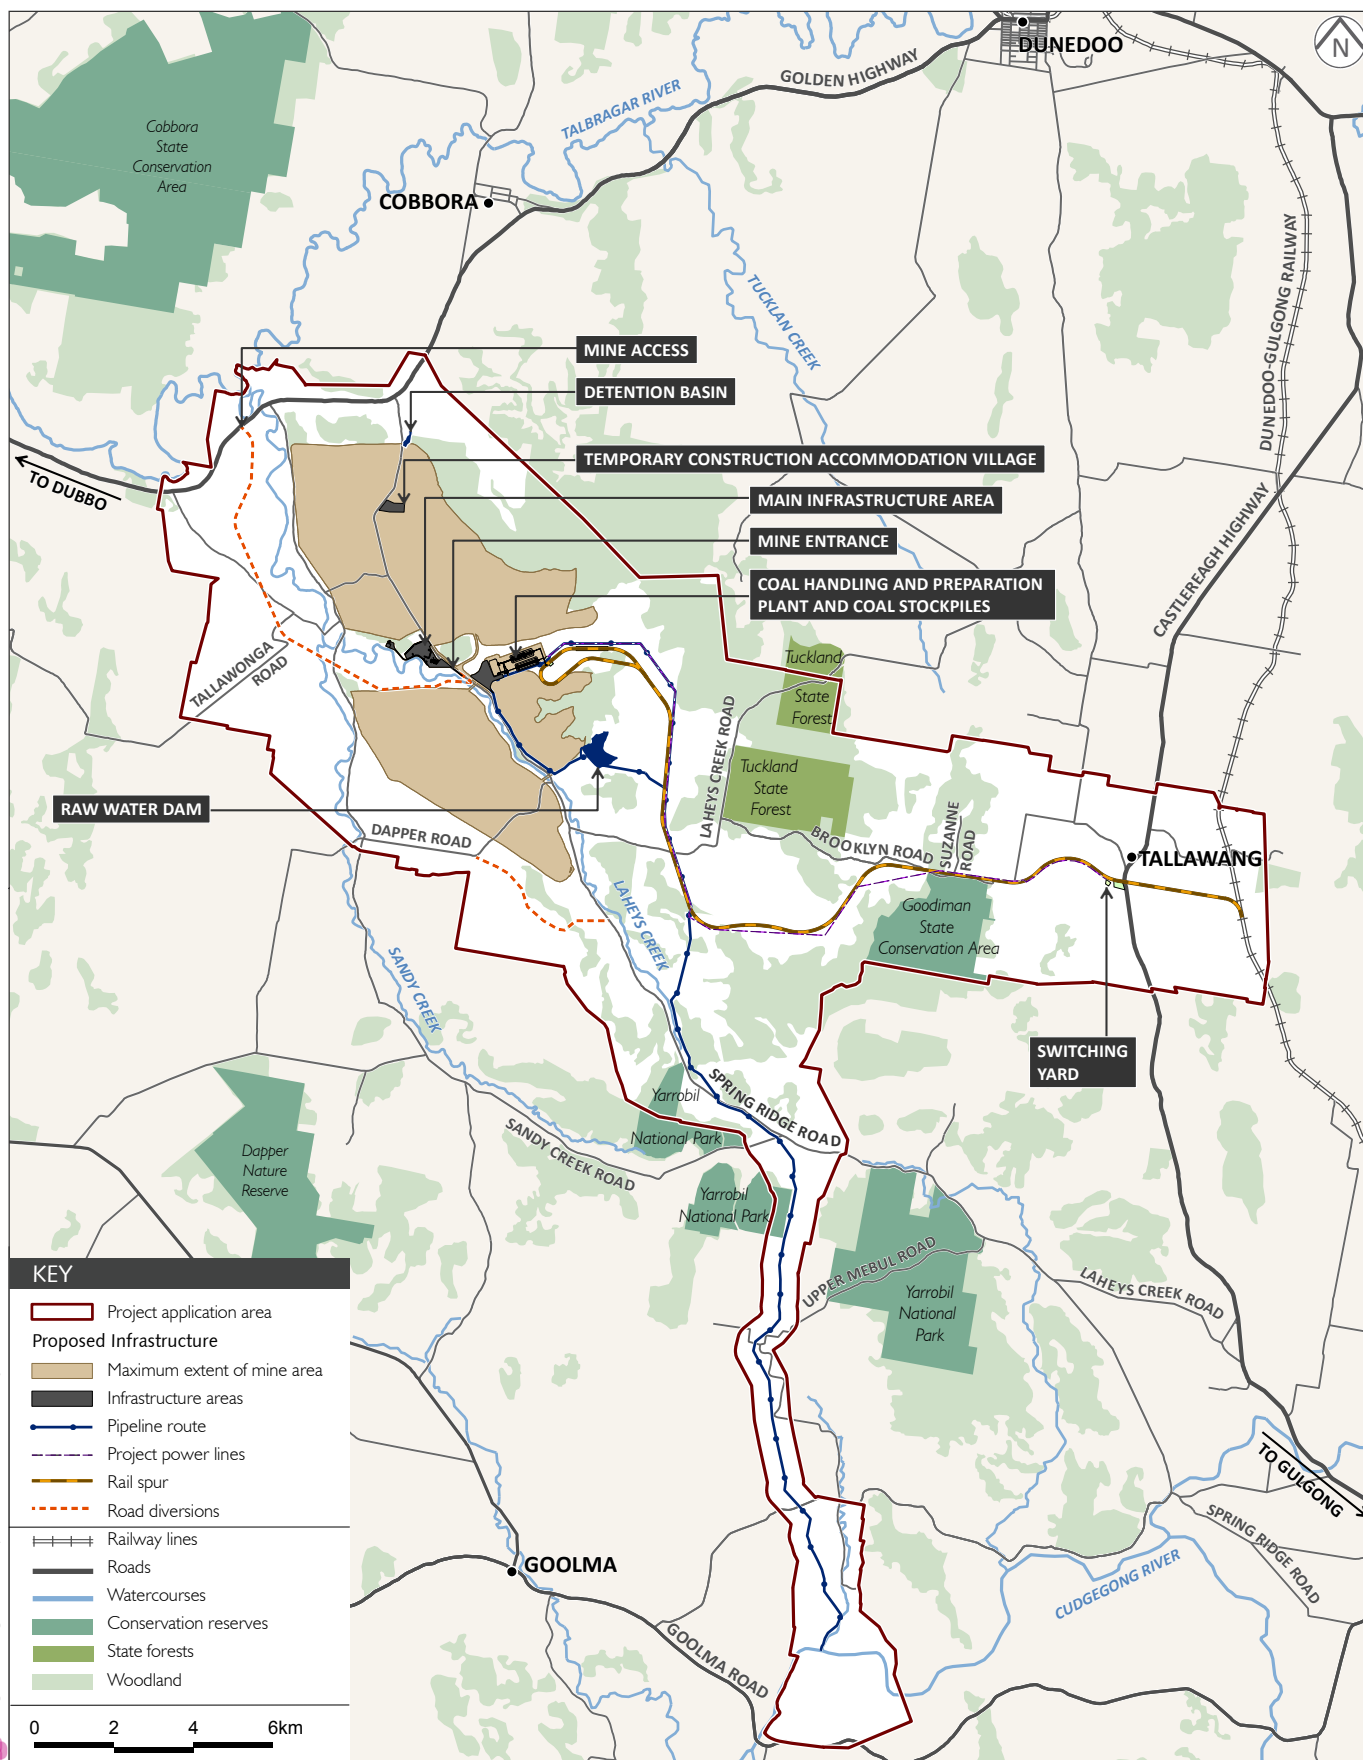 DUNEDOO
N
GOLDEN HIGHWAY
TALBRAGAR RIVER
Cobbora
State
Conservation
Area
COBBORA
TUCKLAN CREEK
DUNEDOO-GULGONG RAILWAY
MINE ACCESS
DETENTION BASIN
TEMPORARY CONSTRUCTION ACCOMMODATION VILLAGE
TO DUBBO
MAIN INFRASTRUCTURE AREA
MINE ENTRANCE
CASTLEREAGH HIGHWAY
COAL HANDLING AND PREPARATION
PLANT AND COAL STOCKPILES
TALLAWONGA
ROAD
Tuckland
State
Forest
LAHEYS CREEK ROAD
Tuckland
State
Forest
RAW WATER DAM
DAPPER ROAD
BROOKLYN ROAD
SUZANNE
ROAD
TALLAWANG
LAHEYS CREEK
Goodiman
State
Conservation Area
SANDY CREEK
SWITCHING
YARD
SPRING RIDGE ROAD
Yarrobil
National Park
SANDY CREEK ROAD
Dapper
Nature
Reserve
Yarrobil
National Park
UPPER MEBUL ROAD
Yarrobil
National
Park
LAHEYS CREEK ROAD
KEY
Project application area
Proposed Infrastructure
Maximum extent of mine area
Infrastructure areas
Pipeline route
Project power lines
Rail spur
Road diversions
Railway lines
Roads
Watercourses
Conservation reserves
State forests
Woodland
0 2 4 6km
TO GULGONG
SPRING RIDGE ROAD
GOOLMA
CUDGEGONG RIVER
GOOLMA ROAD